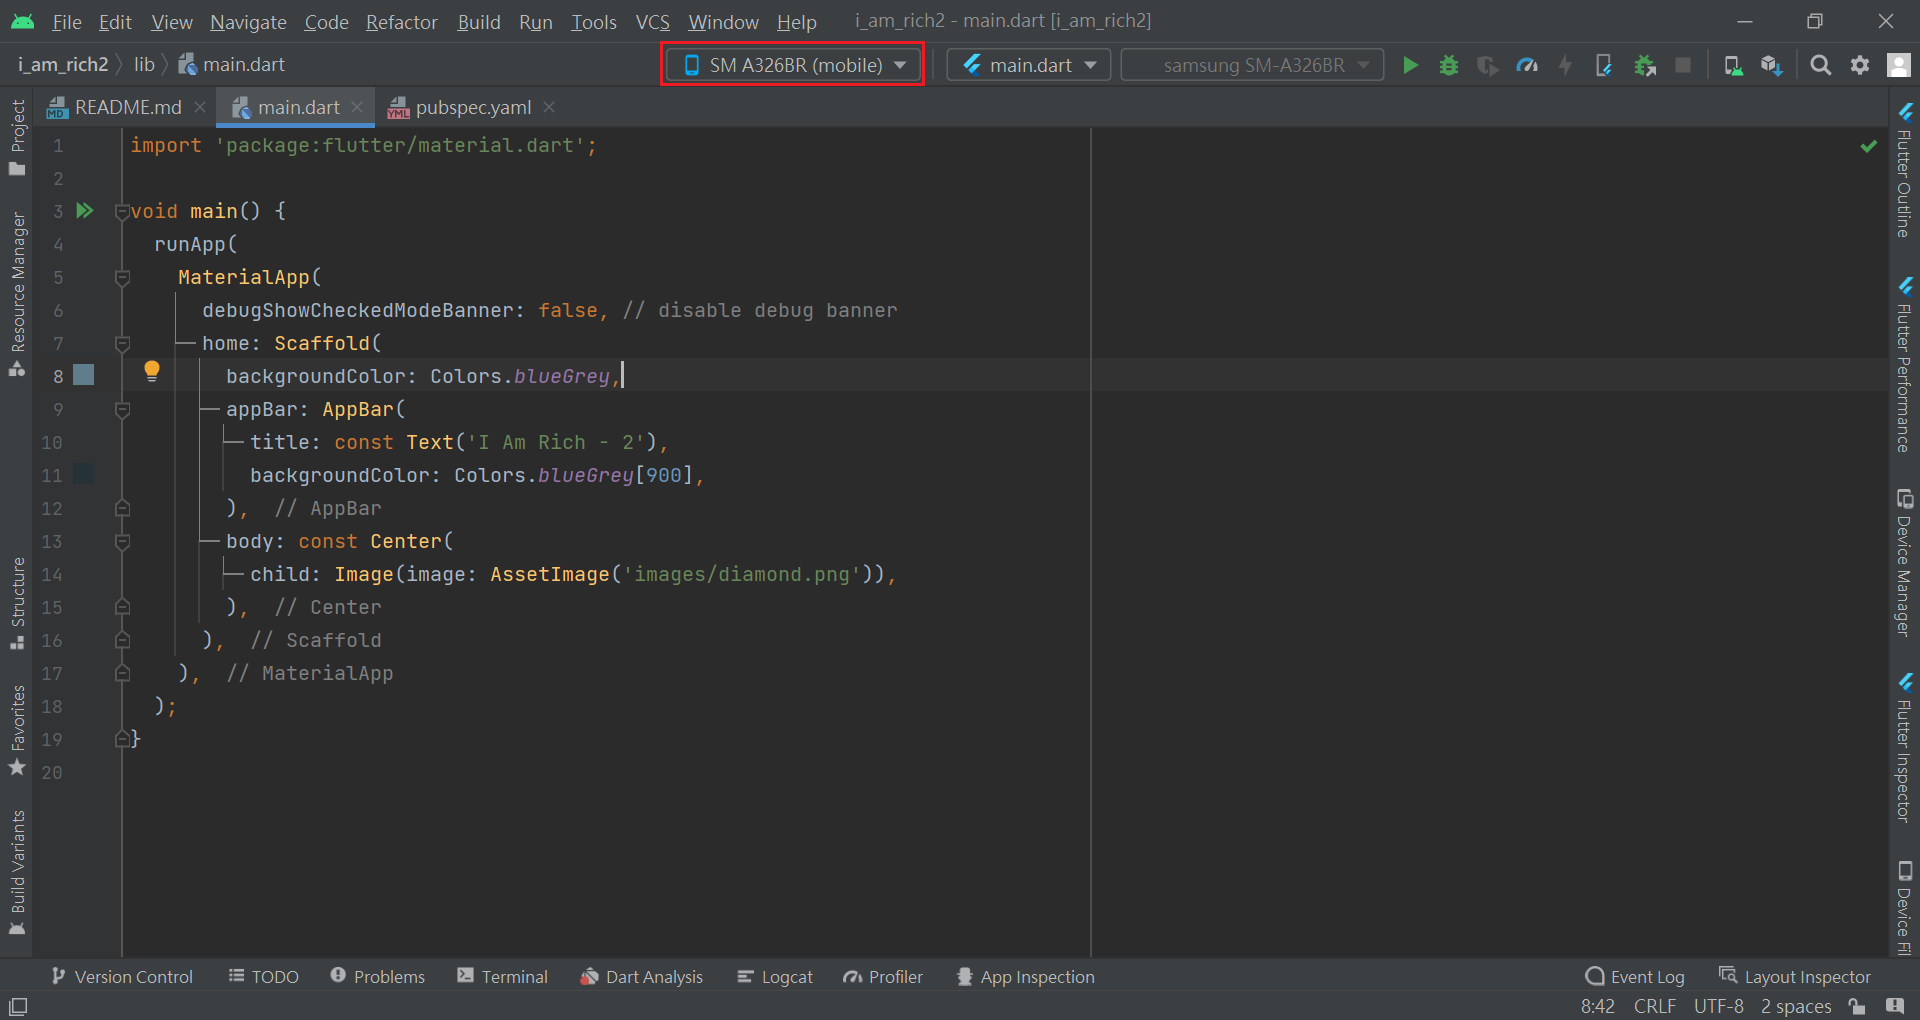 File Edit View Navigate Code Refactor Build Run Tools VCS Window Help i_am_rich2 - main.dart [i_am_rich2]
i_am_rich2 lib main.dart SM A326BR (mobile) main.dart samsung SM-A326BR
README.md main.dart pubspec.yaml
1 import 'package:flutter/material.dart';
2
3 void main() {
4 runApp(
5 MaterialApp(
6 debugShowCheckedModeBanner: false, // disable debug banner
7 home: Scaffold(
8 backgroundColor: Colors.blueGrey,
9 appBar: AppBar(
10 title: const Text('I Am Rich - 2'),
11 backgroundColor: Colors.blueGrey[900],
12 ), // AppBar
13 body: const Center(
14 child: Image(image: AssetImage('images/diamond.png')),
15 ), // Center
16 ), // Scaffold
17 ), // MaterialApp
18 );
19 }
20
Project
Resource Manager
Structure
Favorites
Build Variants
Flutter Outline
Flutter Performance
Device Manager
Flutter Inspector
Device Fil
Version Control TODO Problems Terminal Dart Analysis Logcat Profiler App Inspection Event Log Layout Inspector
8:42 CRLF UTF-8 2 spaces